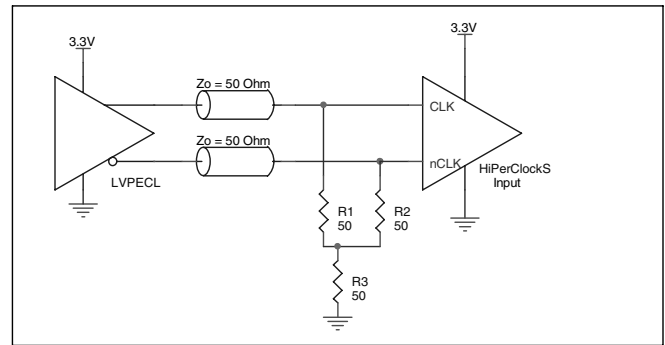 3.3V
3.3V
Zo = 50 Ohm
CLK
Zo = 50 Ohm
nCLK
LVPECL
HiPerClockS
Input
R1
50
R2
50
R3
50